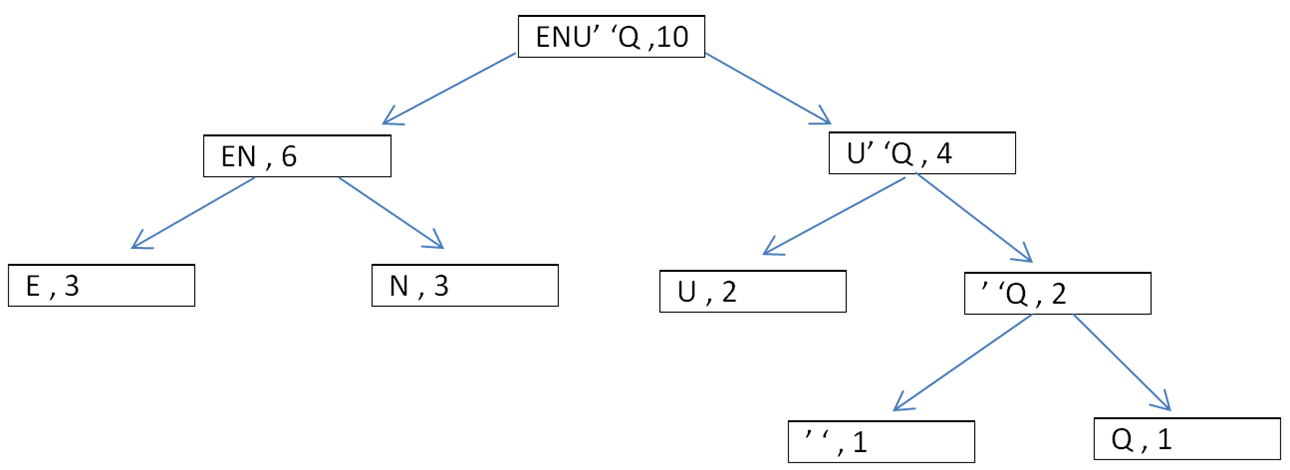 ENU’ ‘Q ,10
EN , 6
U’ ‘Q , 4
E , 3
N , 3
U , 2
’ ‘Q , 2
’ ‘ , 1
Q , 1